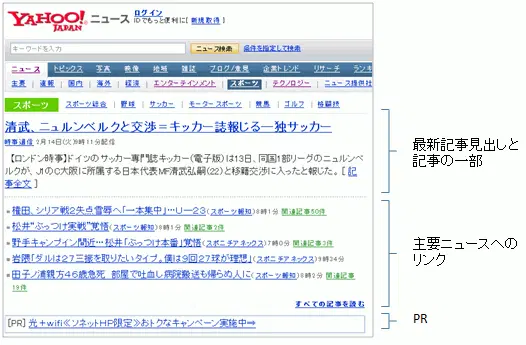 YAHOO! JAPAN ニュース ログイン
IDでもっと便利に[ 新規取得 ]
キーワードを入力 ニュース検索 条件を指定して検索
ニュース トピックス 写真 映像 地域 雑誌 ブログ/意見 企業トレンド リサーチ ランキ
主要 速報 国内 海外 経済 エンターテインメント スポーツ テクノロジー ニュース提供社
スポーツ スポーツ総合 野球 サッカー モータースポーツ 競馬 ゴルフ 格闘技
清武、ニュルンベルクと交渉=キッカー誌報じる―独サッカー
時事通信 2月14日(火)9時11分配信
【ロンドン時事】ドイツのサッカー専門誌キッカー(電子版)は13日、同国1部リーグのニュルンベル
クが、J1のC大阪に所属する日本代表MF清武弘嗣(22)と移籍交渉に入ったと報じた。 [ 記
事全文 ]
権田、シリア戦2失点雪辱へ「一本集中」…U―23(スポーツ報知)8時1分 関連記事50件
松井“ぶっつけ実戦”覚悟(スポーツ報知)8時1分 関連記事2件
野手キャンプイン間近…松井「ぶっつけ本番」覚悟(スポニチアネックス)7時0分 関連記事3件
岩隈「ダルは27三振を取りたいタイプ。僕は9回27球が理想」(スポニチアネックス)9時34分
田子ノ浦親方46歳急死 部屋で吐血し病院搬送も帰らぬ人に(スポーツ報知)8時2分 関連記事
19件
すべての記事を読む
[PR] 光+wifi≪ソネットHP限定≫おトクなキャンペーン実施中⇒
最新記事見出しと
記事の一部
主要ニュースへの
リンク
PR